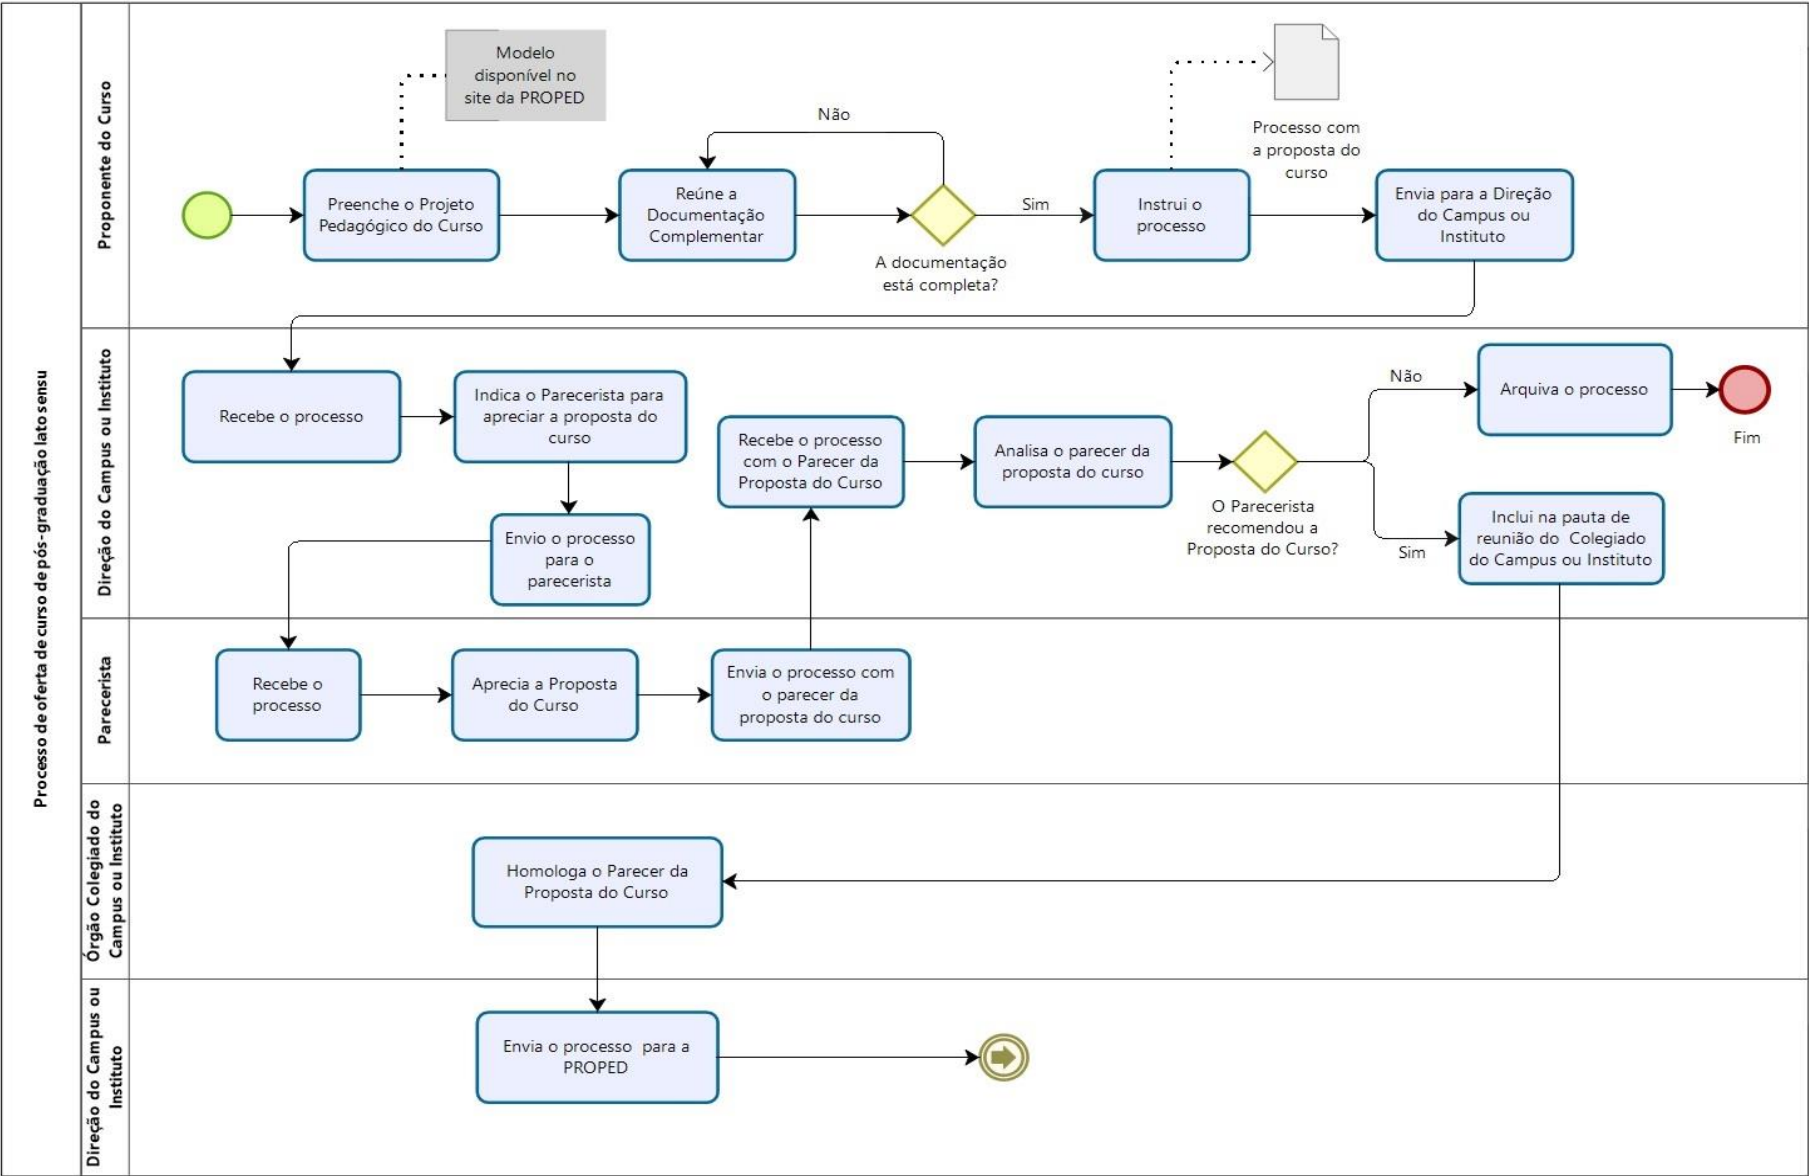 Processo de oferta de curso de pós-graduação lato sensu
Proponente do Curso
Modelo
disponível no
site da PROPED
Preenche o Projeto
Pedagógico do Curso
Reúne a
Documentação
Complementar
Não
A documentação
está completa?
Sim
Instrui o
processo
Processo com
a proposta do
curso
Envia para a Direção
do Campus ou
Instituto
Direção do Campus ou Instituto
Recebe o processo
Indica o Parecerista para
apreciar a proposta do
curso
Envio o processo
para o
parecerista
Recebe o processo
com o Parecer da
Proposta do Curso
Analisa o parecer da
proposta do curso
O Parecerista
recomendou a
Proposta do Curso?
Não
Arquiva o processo
Fim
Sim
Inclui na pauta de
reunião do Colegiado
do Campus ou Instituto
Parecerista
Recebe o
processo
Aprecia a Proposta
do Curso
Envia o processo com
o parecer da
proposta do curso
Órgão Colegiado do
Campus ou Instituto
Homologa o Parecer da
Proposta do Curso
Direção do Campus ou
Instituto
Envia o processo para a
PROPED